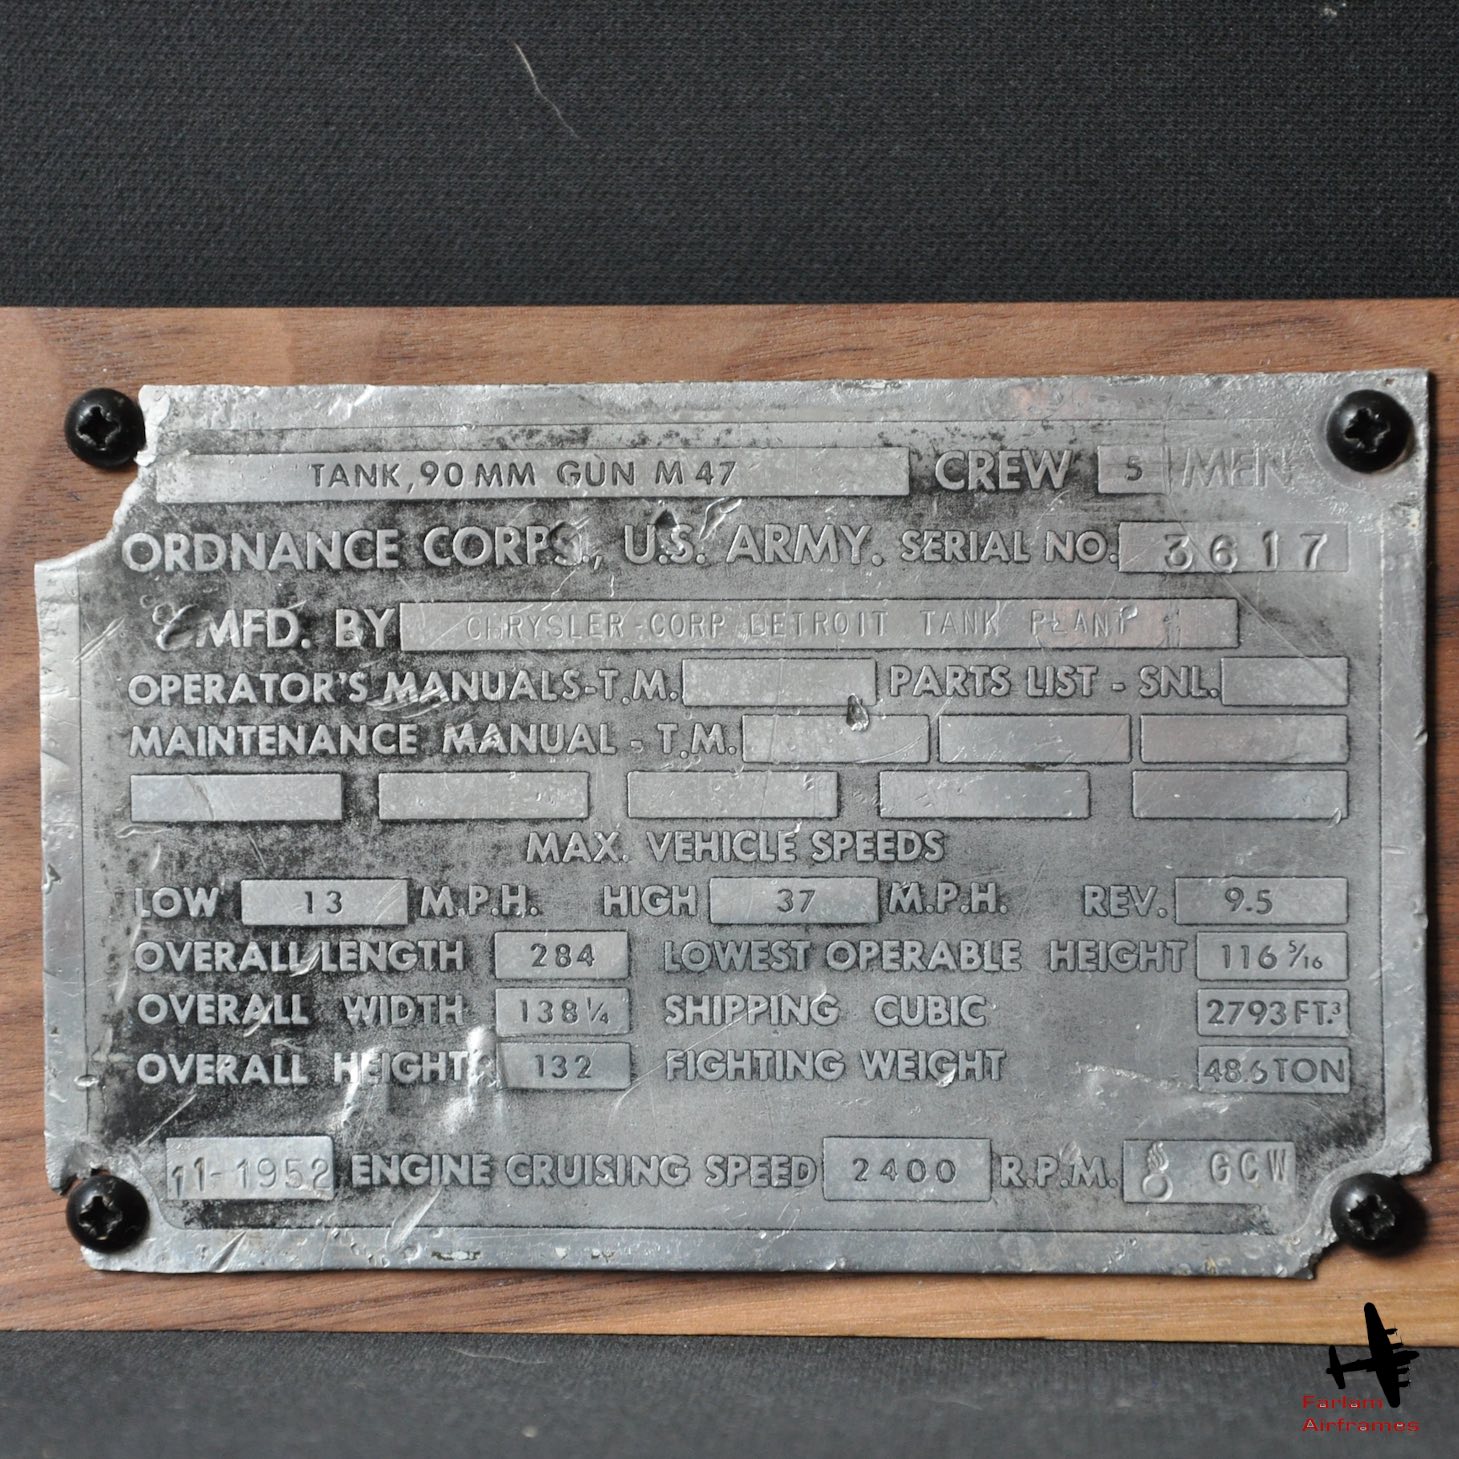 TANK, 90 MM GUN M 47 CREW 5 MEN
ORDNANCE CORPS., U.S. ARMY. SERIAL NO. 3617
MFD. BY CHRYSLER-CORP DETROIT TANK PLANT
OPERATOR'S MANUALS-T.M. PARTS LIST - SNL.
MAINTENANCE MANUAL - T.M.
MAX. VEHICLE SPEEDS
LOW 13 M.P.H. HIGH 37 M.P.H. REV. 9.5
OVERALL LENGTH 284 LOWEST OPERABLE HEIGHT 116 5/16
OVERALL WIDTH 138 1/4 SHIPPING CUBIC 2793 FT.³
OVERALL HEIGHT 132 FIGHTING WEIGHT 48.6 TON
11-1952 ENGINE CRUISING SPEED 2400 R.P.M. GCW
Farlam
Airframes